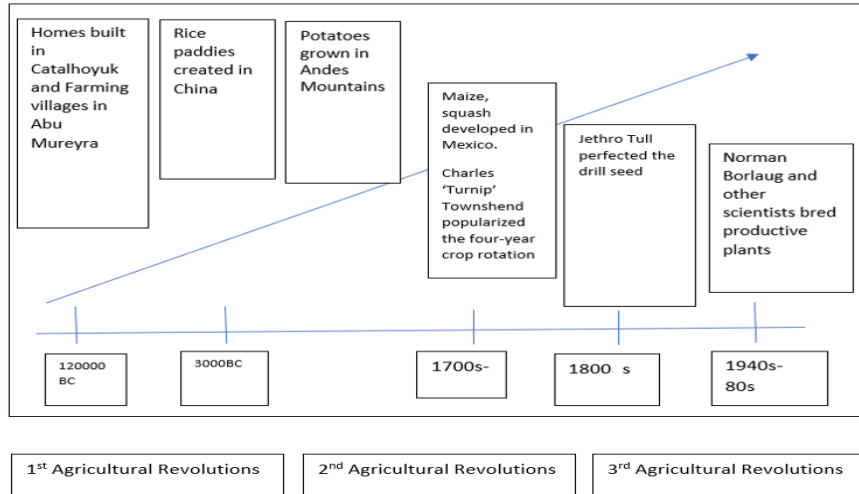 Homes built
in
Catalhoyuk
and Farming
villages in
Abu
Mureyra
Rice
paddies
created in
China
Potatoes
grown in
Andes
Mountains
Maize,
squash
developed in
Mexico.
Charles
‘Turnip’
Townshend
popularized
the four-year
crop rotation
Jethro Tull
perfected the
drill seed
Norman
Borlaug and
other
scientists bred
productive
plants
120000
BC
3000BC
1700s-
1800 s
1940s-
80s
1st Agricultural Revolutions
2nd Agricultural Revolutions
3rd Agricultural Revolutions